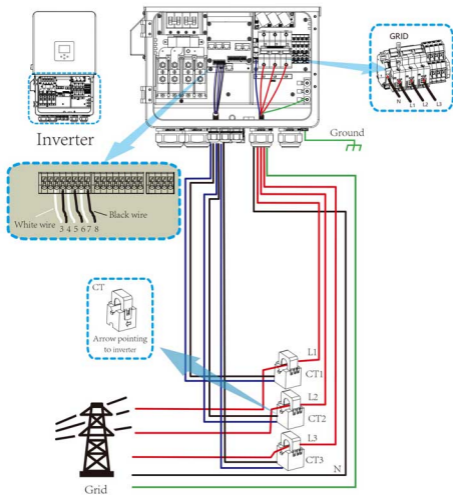 GRID
N
L1
L2
L3
Inverter
Ground
White wire
3 4 5 6 7 8
Black wire
CT
Arrow pointing
to inverter
L1
CT1
L2
CT2
L3
CT3
N
Grid